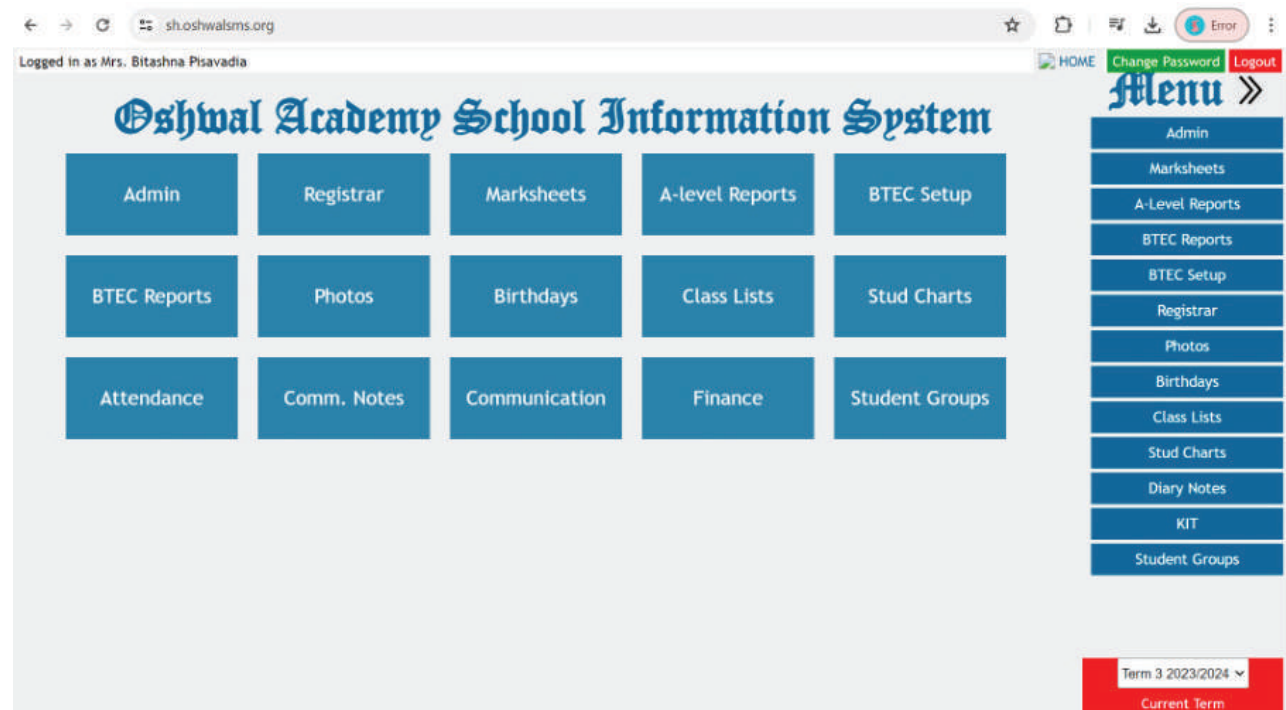 sh.oshwalsms.org
Error
Logged in as Mrs. Bitashna Pisavadia
HOME
Change Password
Logout
Oshwal Academy School Information System
Admin
Registrar
Marksheets
A-level Reports
BTEC Setup
BTEC Reports
Photos
Birthdays
Class Lists
Stud Charts
Attendance
Comm. Notes
Communication
Finance
Student Groups
Menu
Admin
Marksheets
A-Level Reports
BTEC Reports
BTEC Setup
Registrar
Photos
Birthdays
Class Lists
Stud Charts
Diary Notes
KIT
Student Groups
Term 3 2023/2024
Current Term